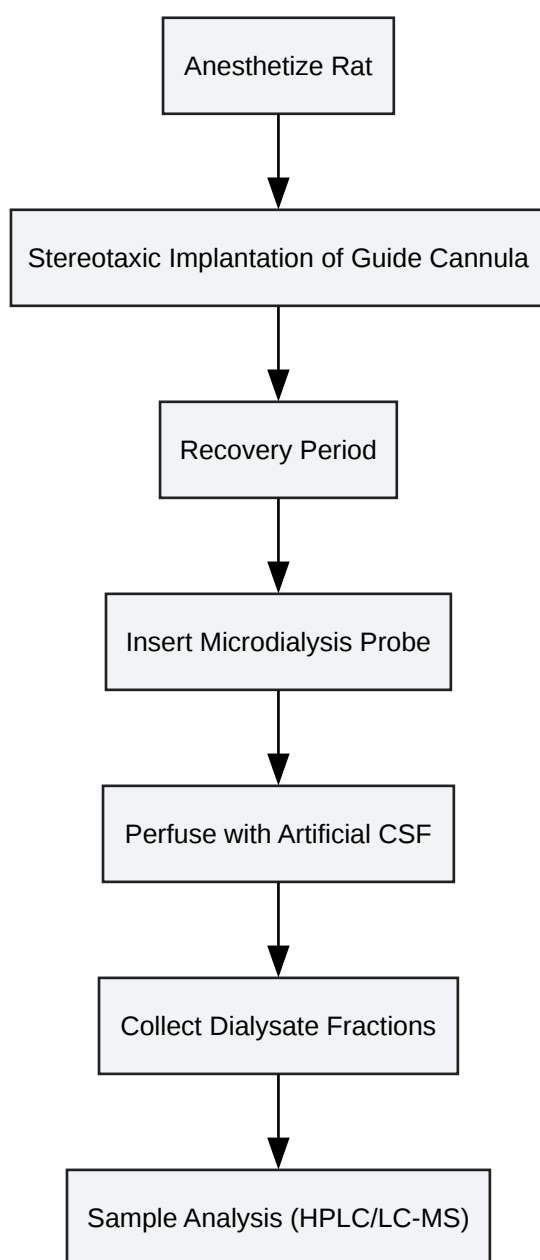 Anesthetize Rat
Stereotaxic Implantation of Guide Cannula
Recovery Period
Insert Microdialysis Probe
Perfuse with Artificial CSF
Collect Dialysate Fractions
Sample Analysis (HPLC/LC-MS)